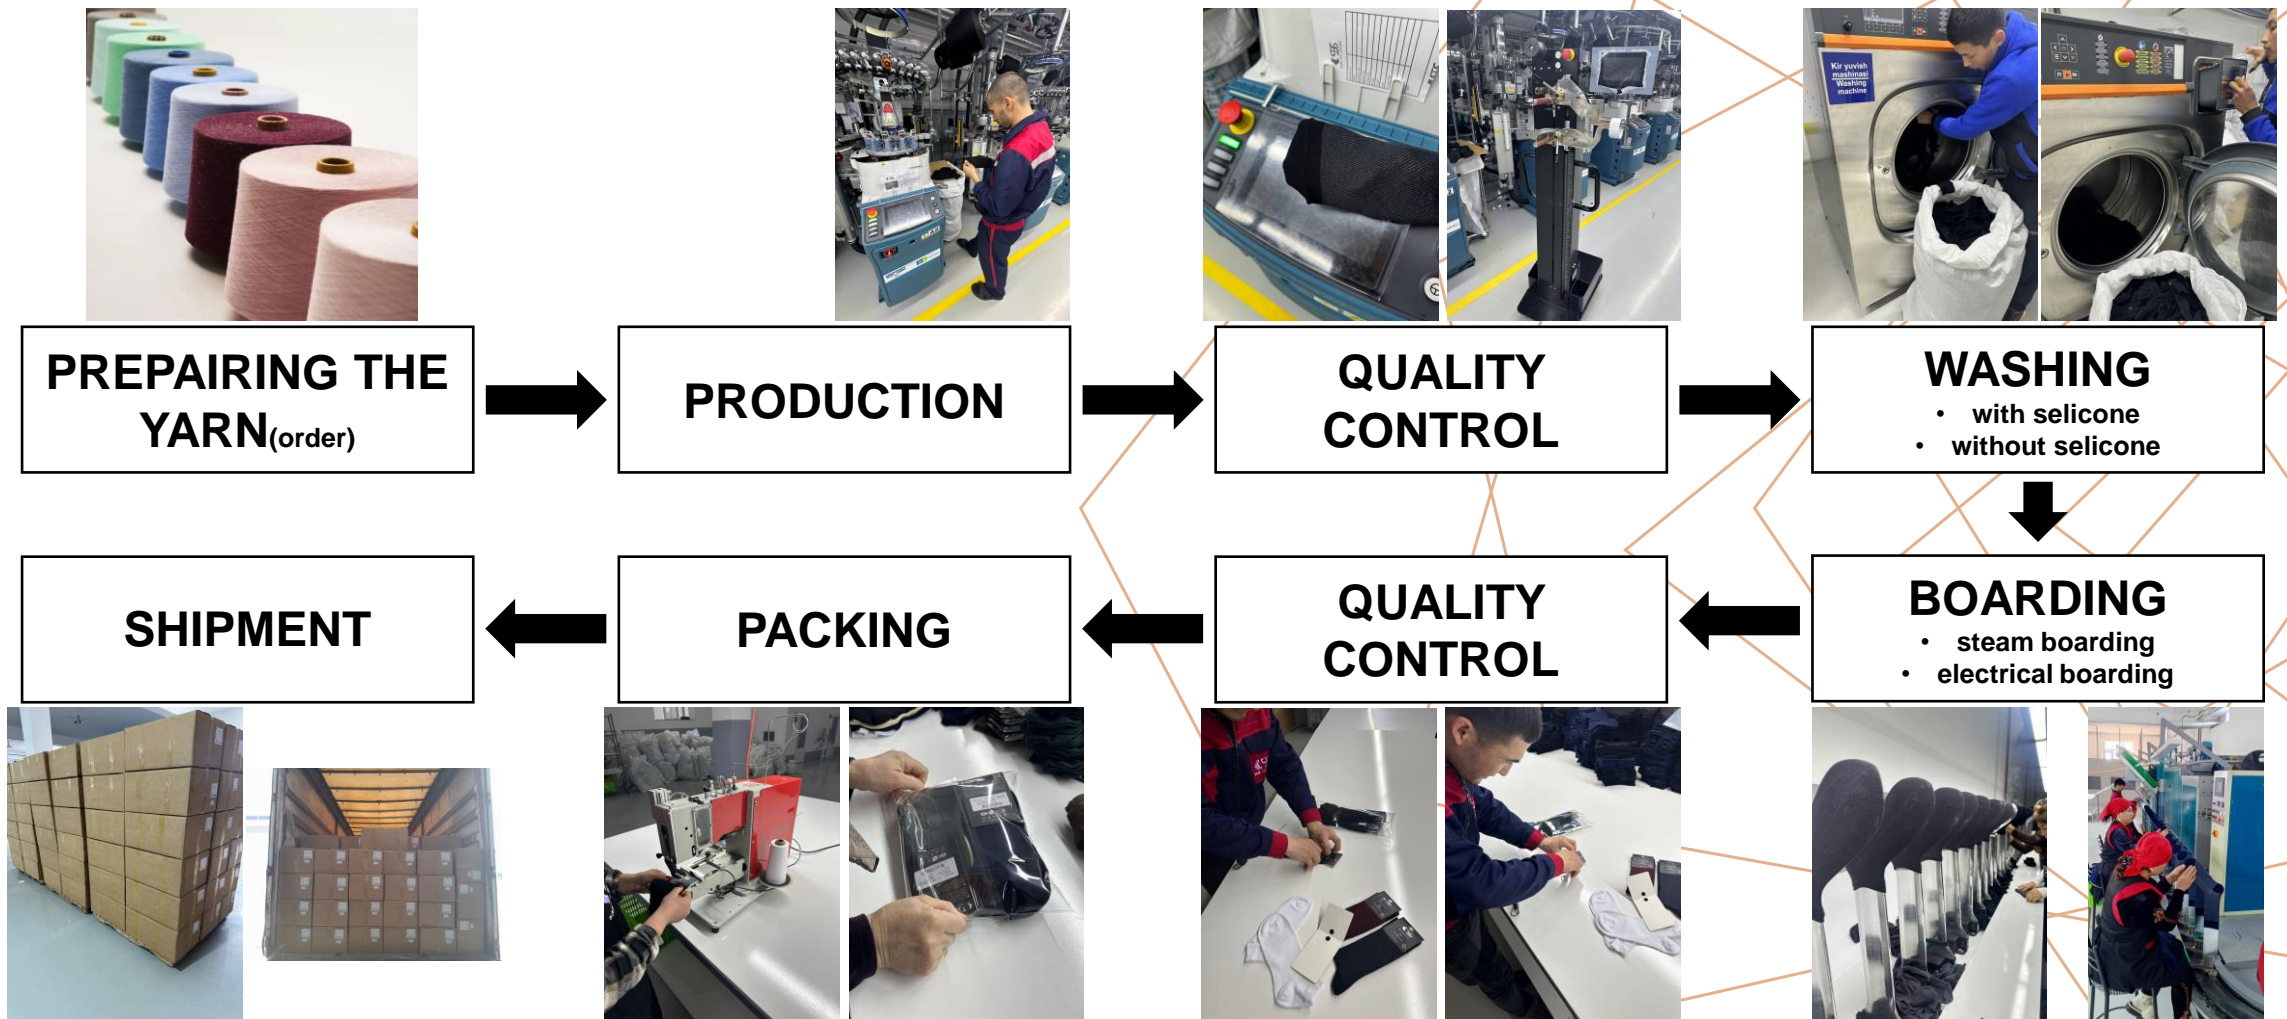 Kir yuvish
mashinasi
Washing
machine
PREPAIRING THE
YARN(order)
PRODUCTION
QUALITY
CONTROL
WASHING
• with selicone
• without selicone
SHIPMENT
PACKING
QUALITY
CONTROL
BOARDING
• steam boarding
• electrical boarding